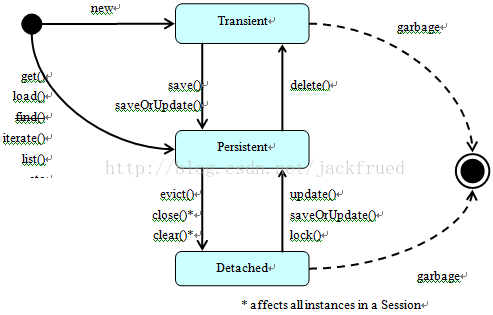 new
Transient
garbage
get()
load()
find()
iterate()
list()
etc
save()
saveOrUpdate()
delete()
Persistent
http://blog.csdn.net/jackfrued
evict()
close()*
clear()*
update()
saveOrUpdate()
lock()
Detached
garbage
* affects all instances in a Session